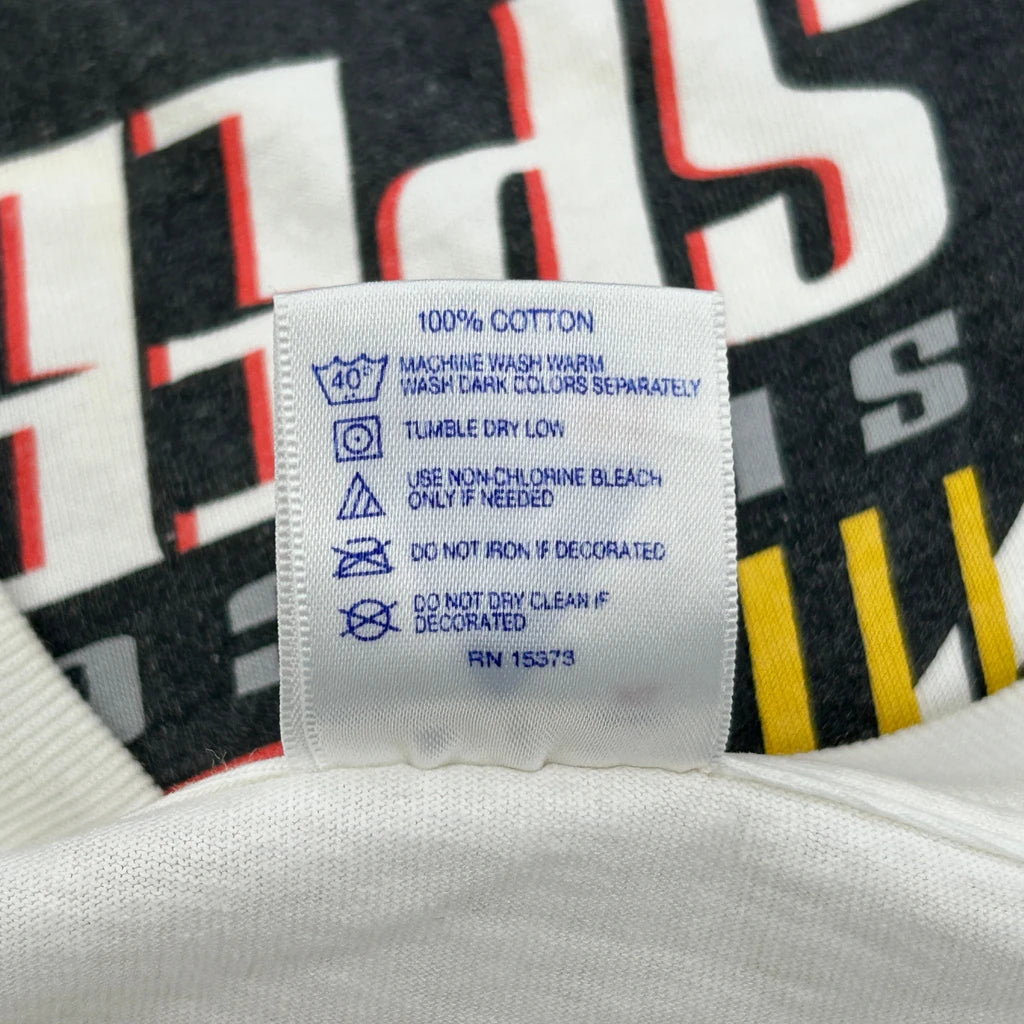 100% COTTON
40°
MACHINE WASH WARM
WASH DARK COLORS SEPARATELY
TUMBLE DRY LOW
USE NON-CHLORINE BLEACH
ONLY IF NEEDED
DO NOT IRON IF DECORATED
DO NOT DRY CLEAN IF
DECORATED
RN 15373